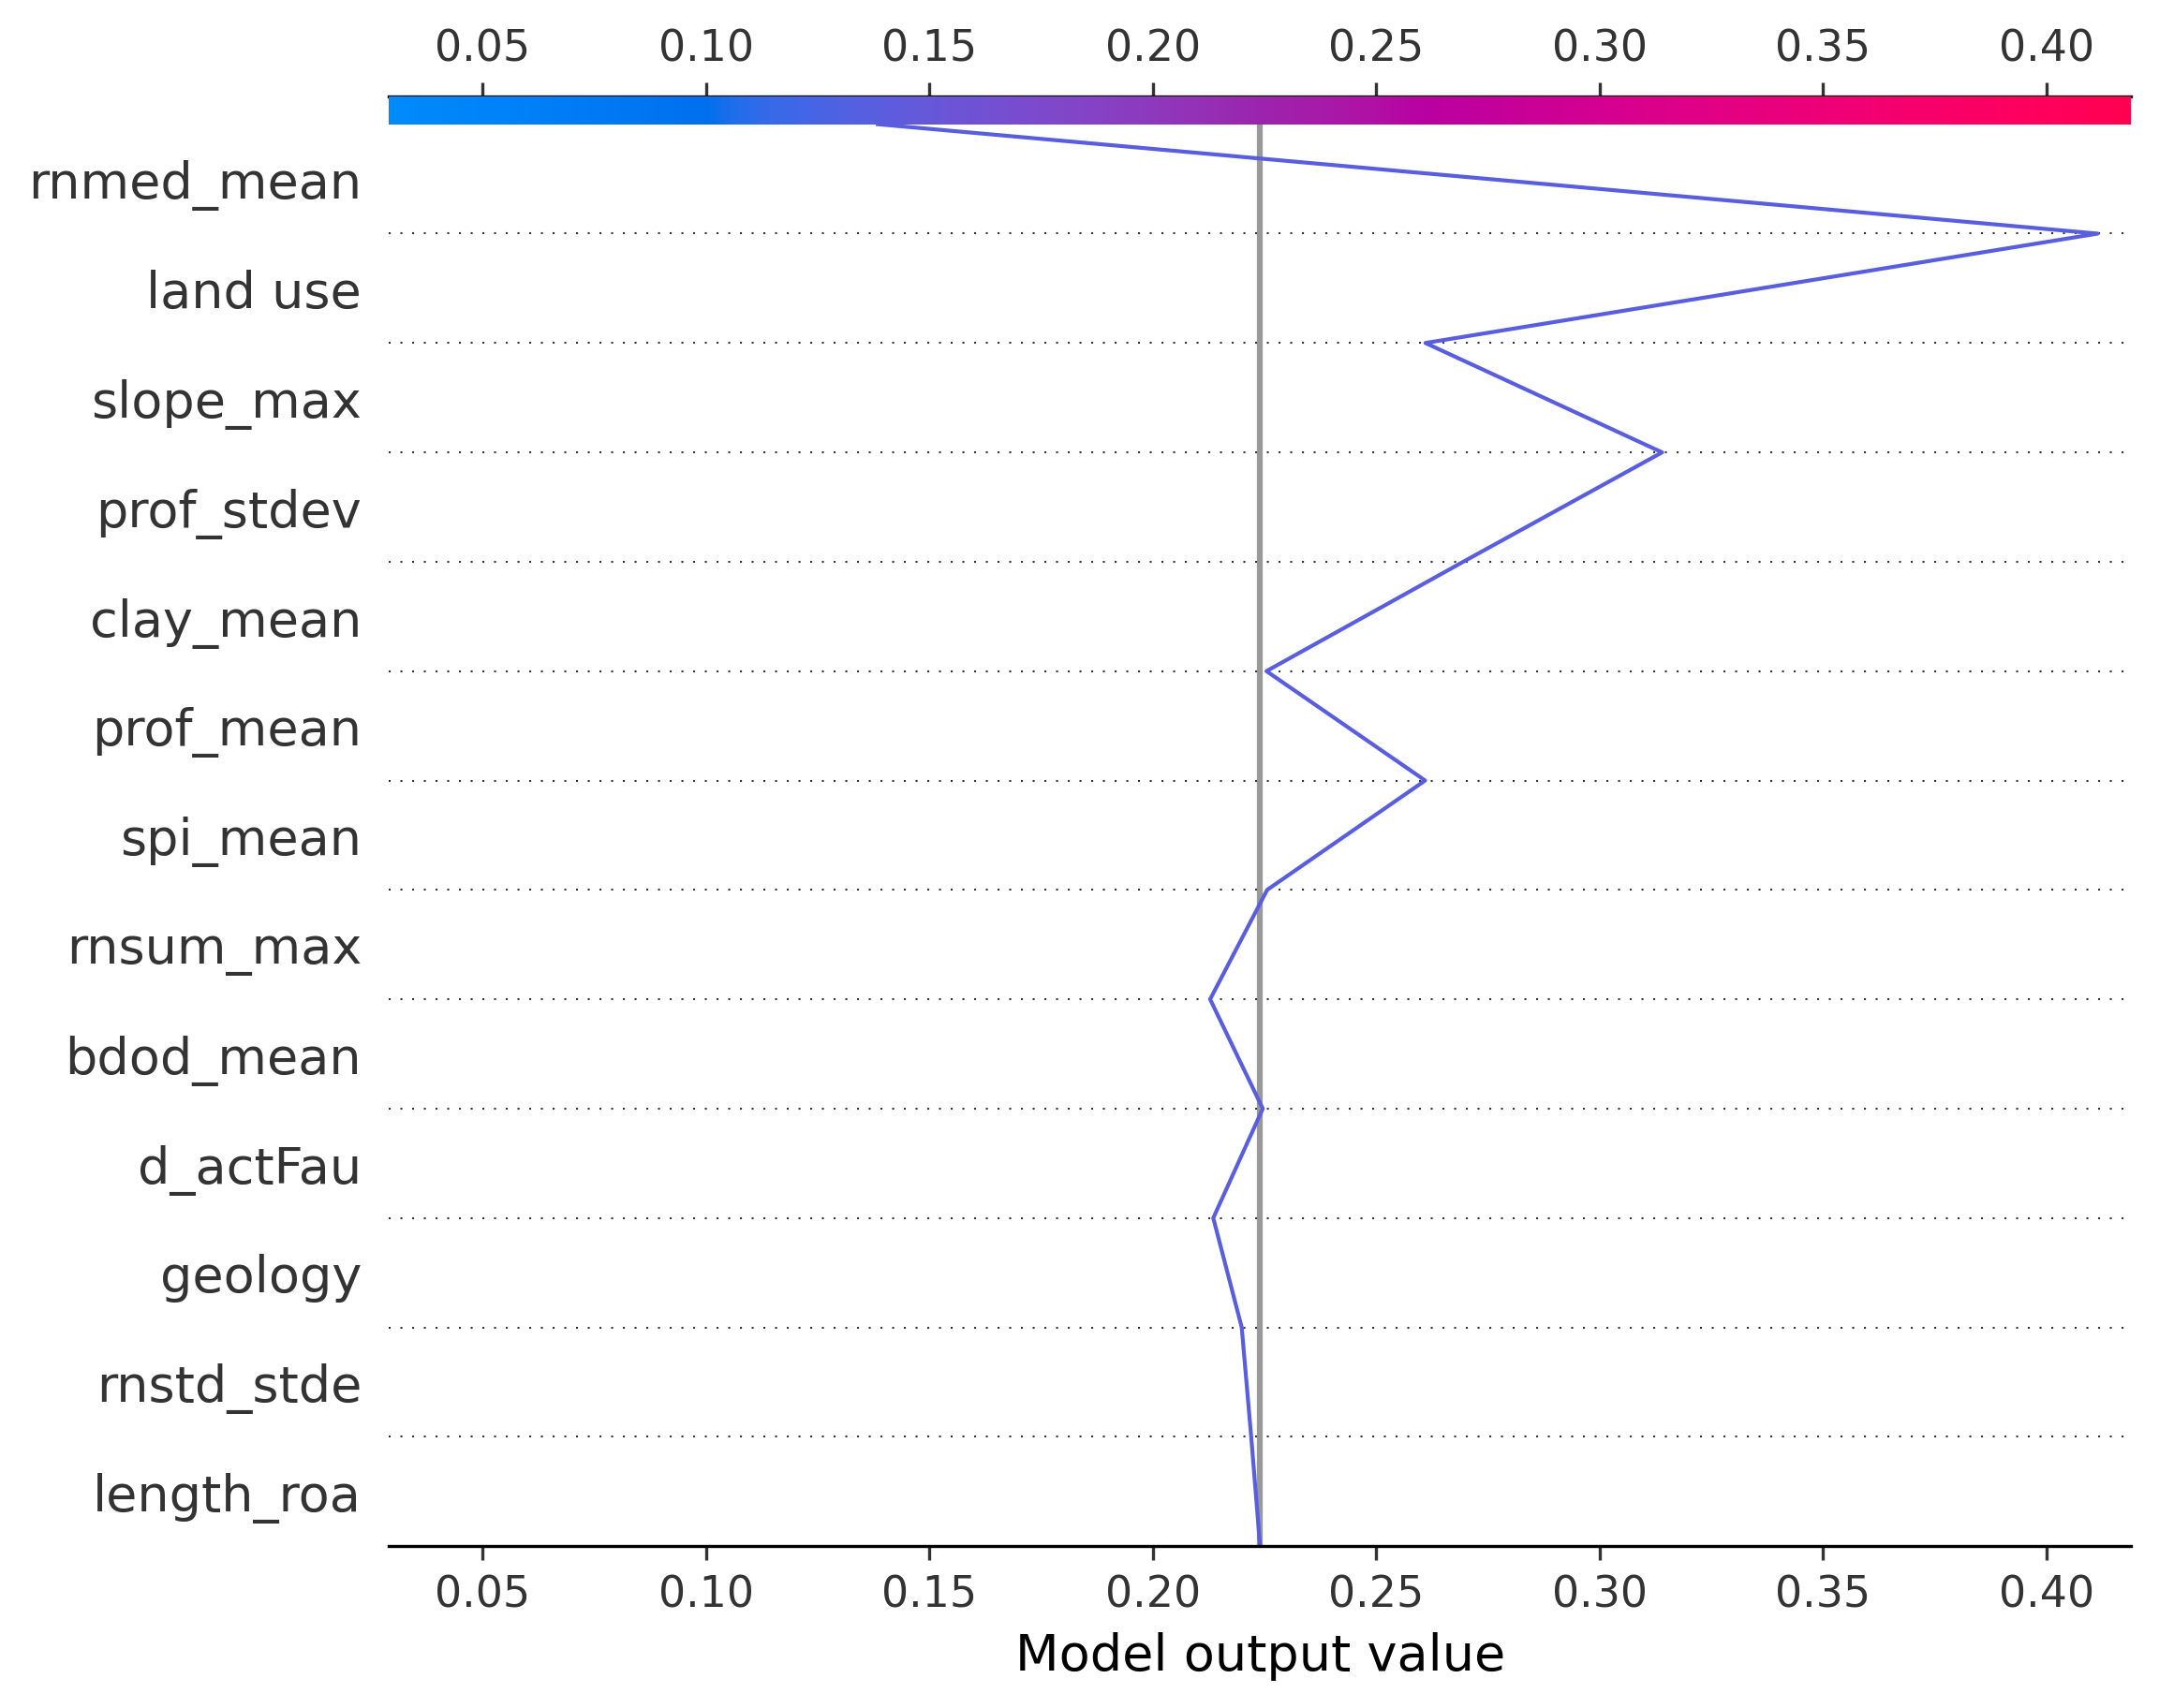 0.05 0.10 0.15 0.20 0.25 0.30 0.35 0.40
rnmed_mean
land use
slope_max
prof_stdev
clay_mean
prof_mean
spi_mean
rnsum_max
bdod_mean
d_actFau
geology
rnstd_stde
length_roa
0.05 0.10 0.15 0.20 0.25 0.30 0.35 0.40
Model output value